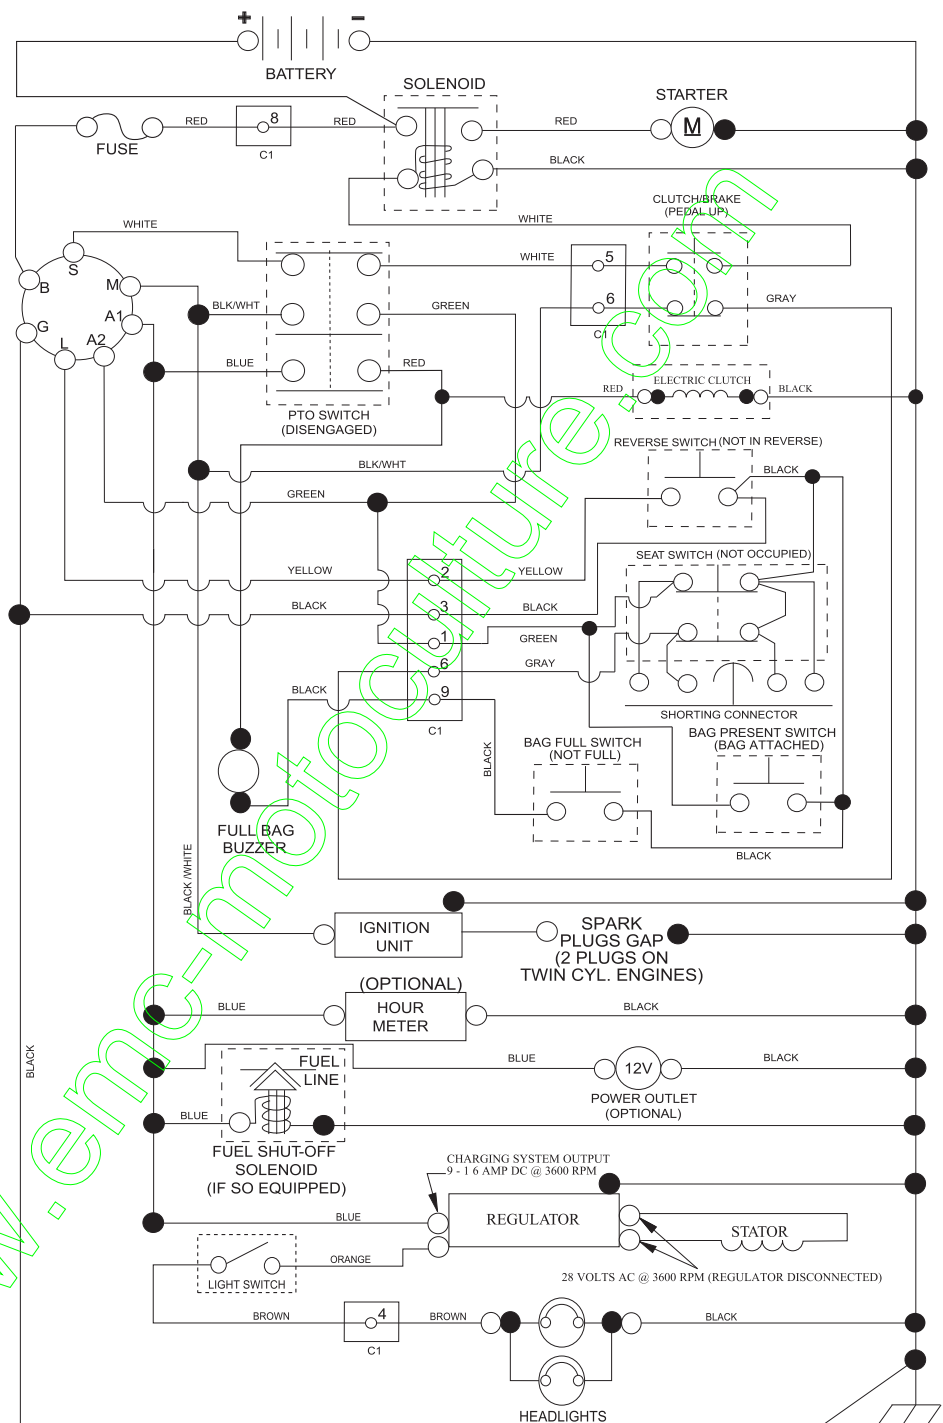 + −
BATTERY
SOLENOID
STARTER
FUSE
RED
8
RED
C1
RED
M
BLACK
CLUTCH/BRAKE
(PEDAL UP)
WHITE
WHITE
WHITE
5
S
B
M
BLK/WHT
GREEN
6
GRAY
C1
G
A1
L
A2
BLUE
RED
RED
ELECTRIC CLUTCH
BLACK
PTO SWITCH
(DISENGAGED)
REVERSE SWITCH (NOT IN REVERSE)
BLK/WHT
BLACK
GREEN
SEAT SWITCH (NOT OCCUPIED)
YELLOW
2
YELLOW
BLACK
3
BLACK
1
GREEN
6
GRAY
BLACK
9
SHORTING CONNECTOR
C1
BLACK
BAG FULL SWITCH
(NOT FULL)
BAG PRESENT SWITCH
(BAG ATTACHED)
FULL BAG
BUZZER
BLACK
BLACK /WHITE
IGNITION
UNIT
SPARK
PLUGS GAP
(2 PLUGS ON
TWIN CYL. ENGINES)
(OPTIONAL)
HOUR
METER
BLUE
BLACK
BLACK
FUEL
LINE
BLUE
12V
BLACK
POWER OUTLET
(OPTIONAL)
BLUE
FUEL SHUT-OFF
SOLENOID
(IF SO EQUIPPED)
CHARGING SYSTEM OUTPUT
9 - 1 6 AMP DC @ 3600 RPM
REGULATOR
STATOR
BLUE
ORANGE
LIGHT SWITCH
28 VOLTS AC @ 3600 RPM (REGULATOR DISCONNECTED)
BROWN
4
BROWN
BLACK
C1
HEADLIGHTS
w.emc-motoculture.com